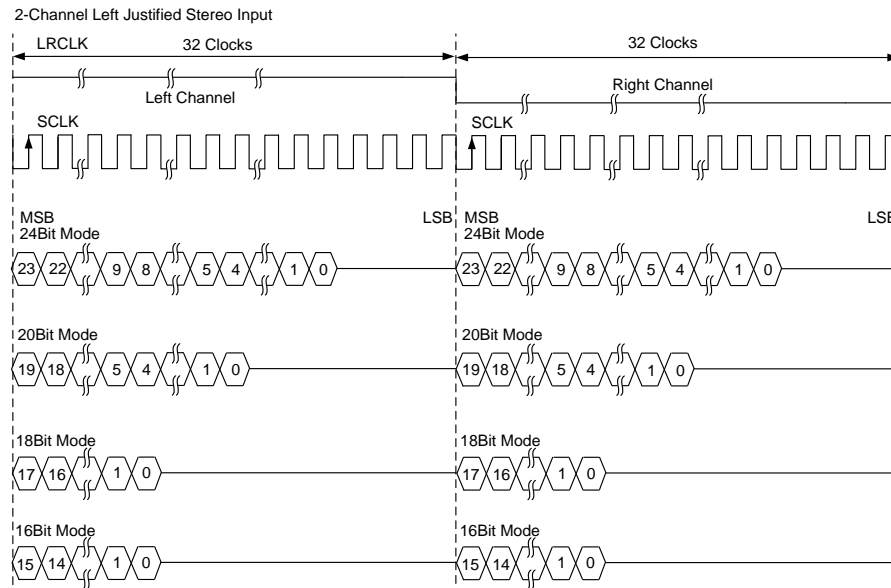 2-Channel Left Justified Stereo Input
LRCLK 32 Clocks 32 Clocks
Left Channel Right Channel
SCLK SCLK
MSB LSB MSB LSB
24Bit Mode 24Bit Mode
23 22 9 8 5 4 1 0 23 22 9 8 5 4 1 0
20Bit Mode 20Bit Mode
19 18 5 4 1 0 19 18 5 4 1 0
18Bit Mode 18Bit Mode
17 16 1 0 17 16 1 0
16Bit Mode 16Bit Mode
15 14 1 0 15 14 1 0